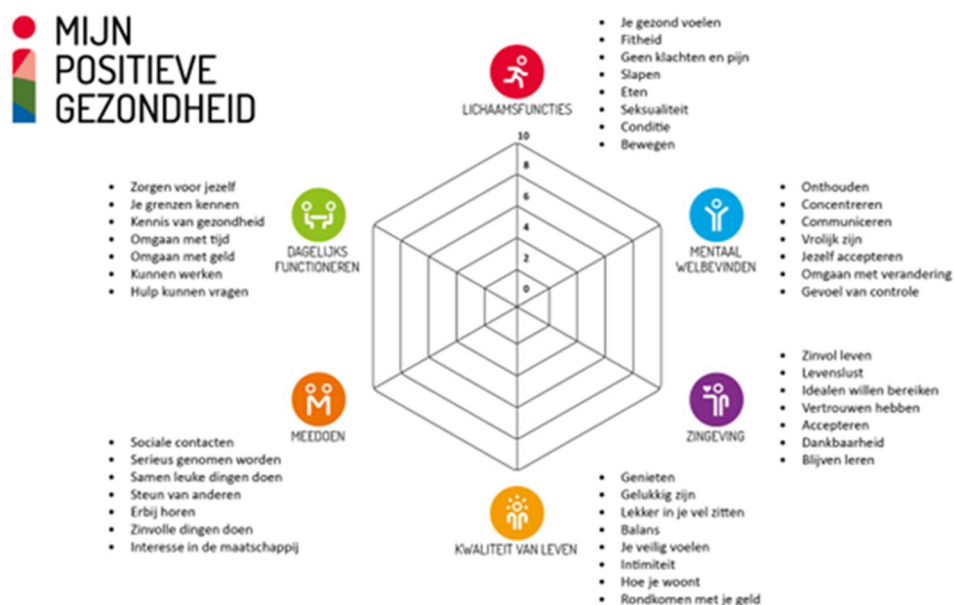 MIJN
POSITIEVE
GEZONDHEID
LICHAAMSFUNCTIES
• Je gezond voelen
• Fitheid
• Geen klachten en pijn
• Slapen
• Eten
• Seksualiteit
• Conditie
• Bewegen
10
8
6
4
2
0
MENTAAL
WELBEVINDEN
• Onthouden
• Concentreren
• Communiceren
• Vrolijk zijn
• Jezelf accepteren
• Omgaan met verandering
• Gevoel van controle
ZINGEVING
• Zinvol leven
• Levenslust
• Idealen willen bereiken
• Vertrouwen hebben
• Accepteren
• Dankbaarheid
• Blijven leren
KWALITEIT VAN LEVEN
• Genieten
• Gelukkig zijn
• Lekker in je vel zitten
• Balans
• Je veilig voelen
• Intimiteit
• Hoe je woont
• Rondkomen met je geld
MEEDOEN
• Sociale contacten
• Serieus genomen worden
• Samen leuke dingen doen
• Steun van anderen
• Erbij horen
• Zinvolle dingen doen
• Interesse in de maatschappij
DAGELIJKS
FUNCTIONEREN
• Zorgen voor jezelf
• Je grenzen kennen
• Kennis van gezondheid
• Omgaan met tijd
• Omgaan met geld
• Kunnen werken
• Hulp kunnen vragen